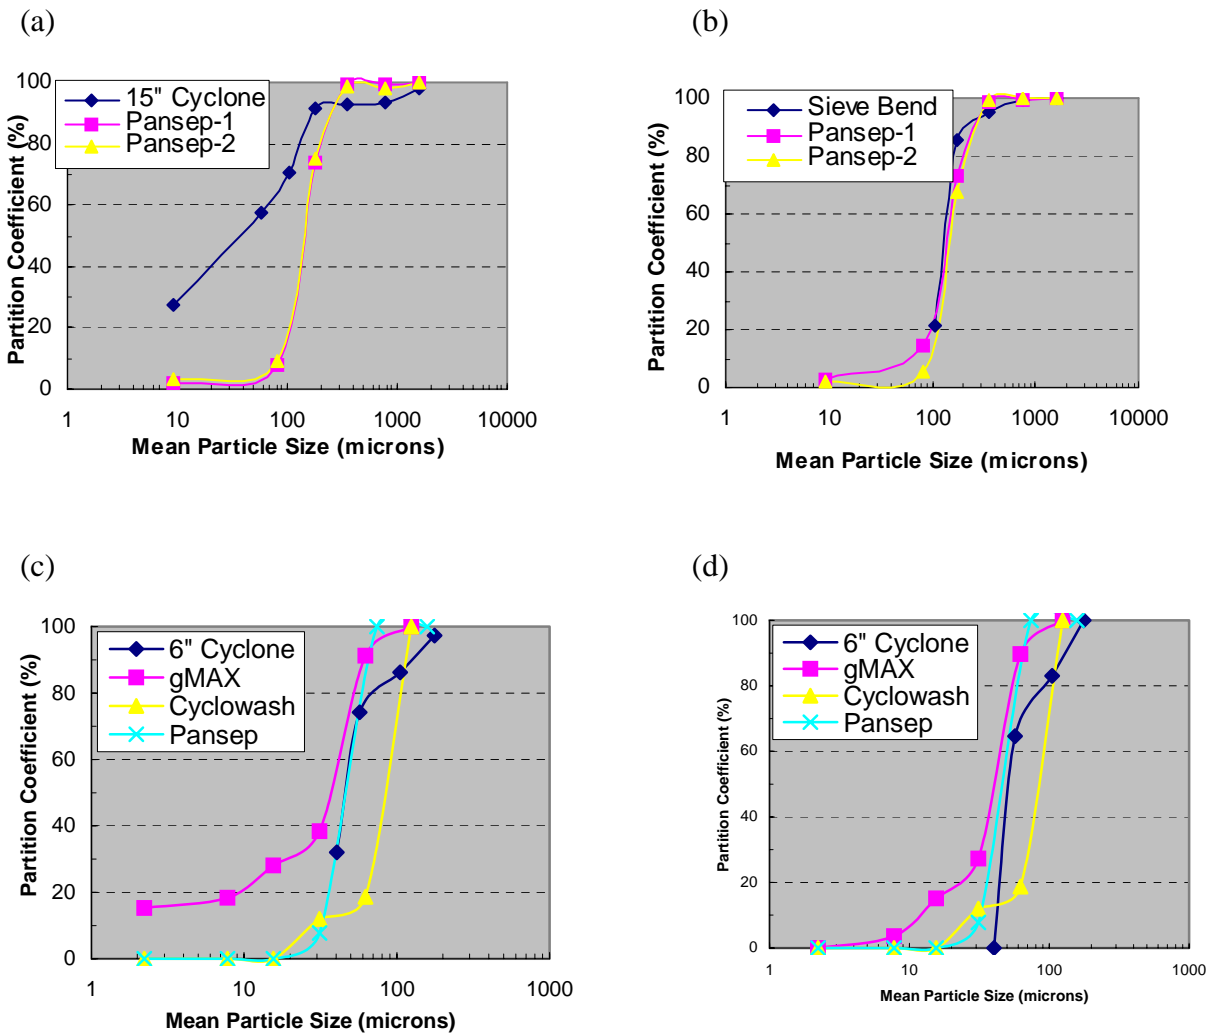 (a)
(b)
15" Cyclone
Pansep-1
Pansep-2
100
80
60
40
20
0
1
10
100
1000
10000
Partition Coefficient (%)
Mean Particle Size (microns)
Sieve Bend
Pansep-1
Pansep-2
100
80
60
40
20
0
1
10
100
1000
10000
Partition Coefficient (%)
Mean Particle Size (microns)
(c)
(d)
6" Cyclone
gMAX
Cyclowash
Pansep
100
80
60
40
20
0
1
10
100
1000
Partition Coefficient (%)
Mean Particle Size (microns)
6" Cyclone
gMAX
Cyclowash
Pansep
100
80
60
40
20
0
1
10
100
1000
Partition Coefficient (%)
Mean Particle Size (microns)